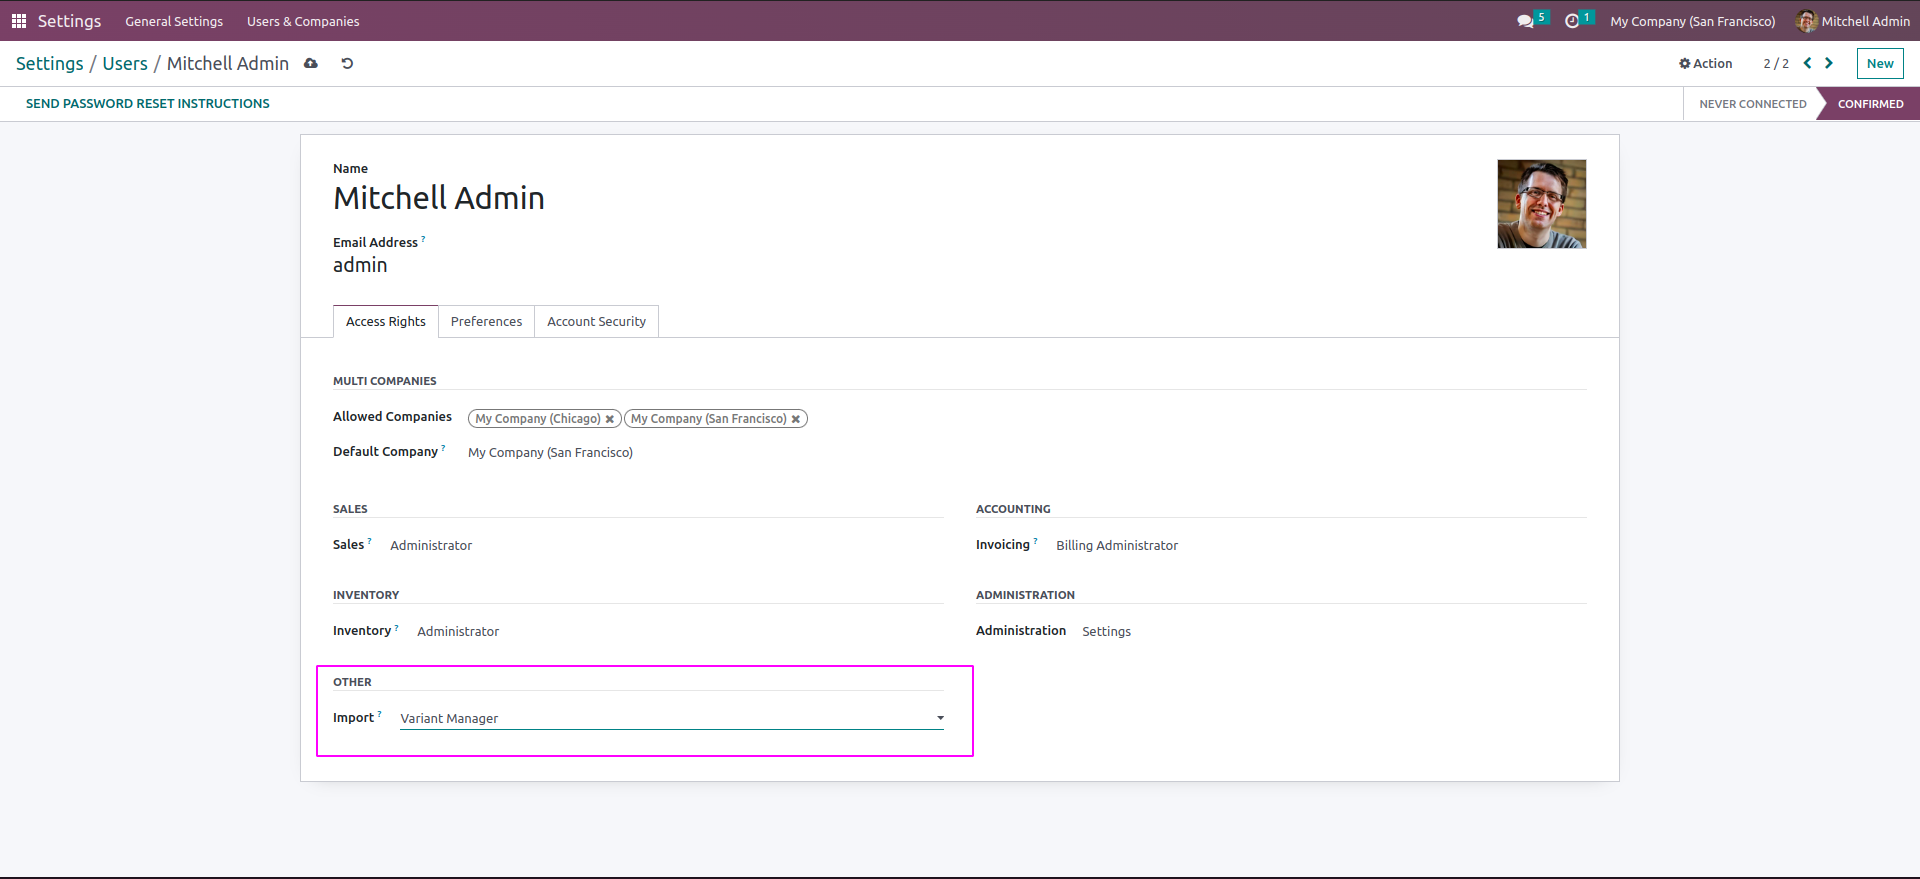 Settings General Settings Users & Companies 5 1 My Company (San Francisco) Mitchell Admin
Settings / Users / Mitchell Admin Action 2 / 2 New
SEND PASSWORD RESET INSTRUCTIONS NEVER CONNECTED CONFIRMED
Name
Mitchell Admin
Email Address ?
admin
Access Rights Preferences Account Security
MULTI COMPANIES
Allowed Companies My Company (Chicago) My Company (San Francisco)
Default Company ? My Company (San Francisco)
SALES ACCOUNTING
Sales ? Administrator Invoicing ? Billing Administrator
INVENTORY ADMINISTRATION
Inventory ? Administrator Administration Settings
OTHER
Import ? Variant Manager